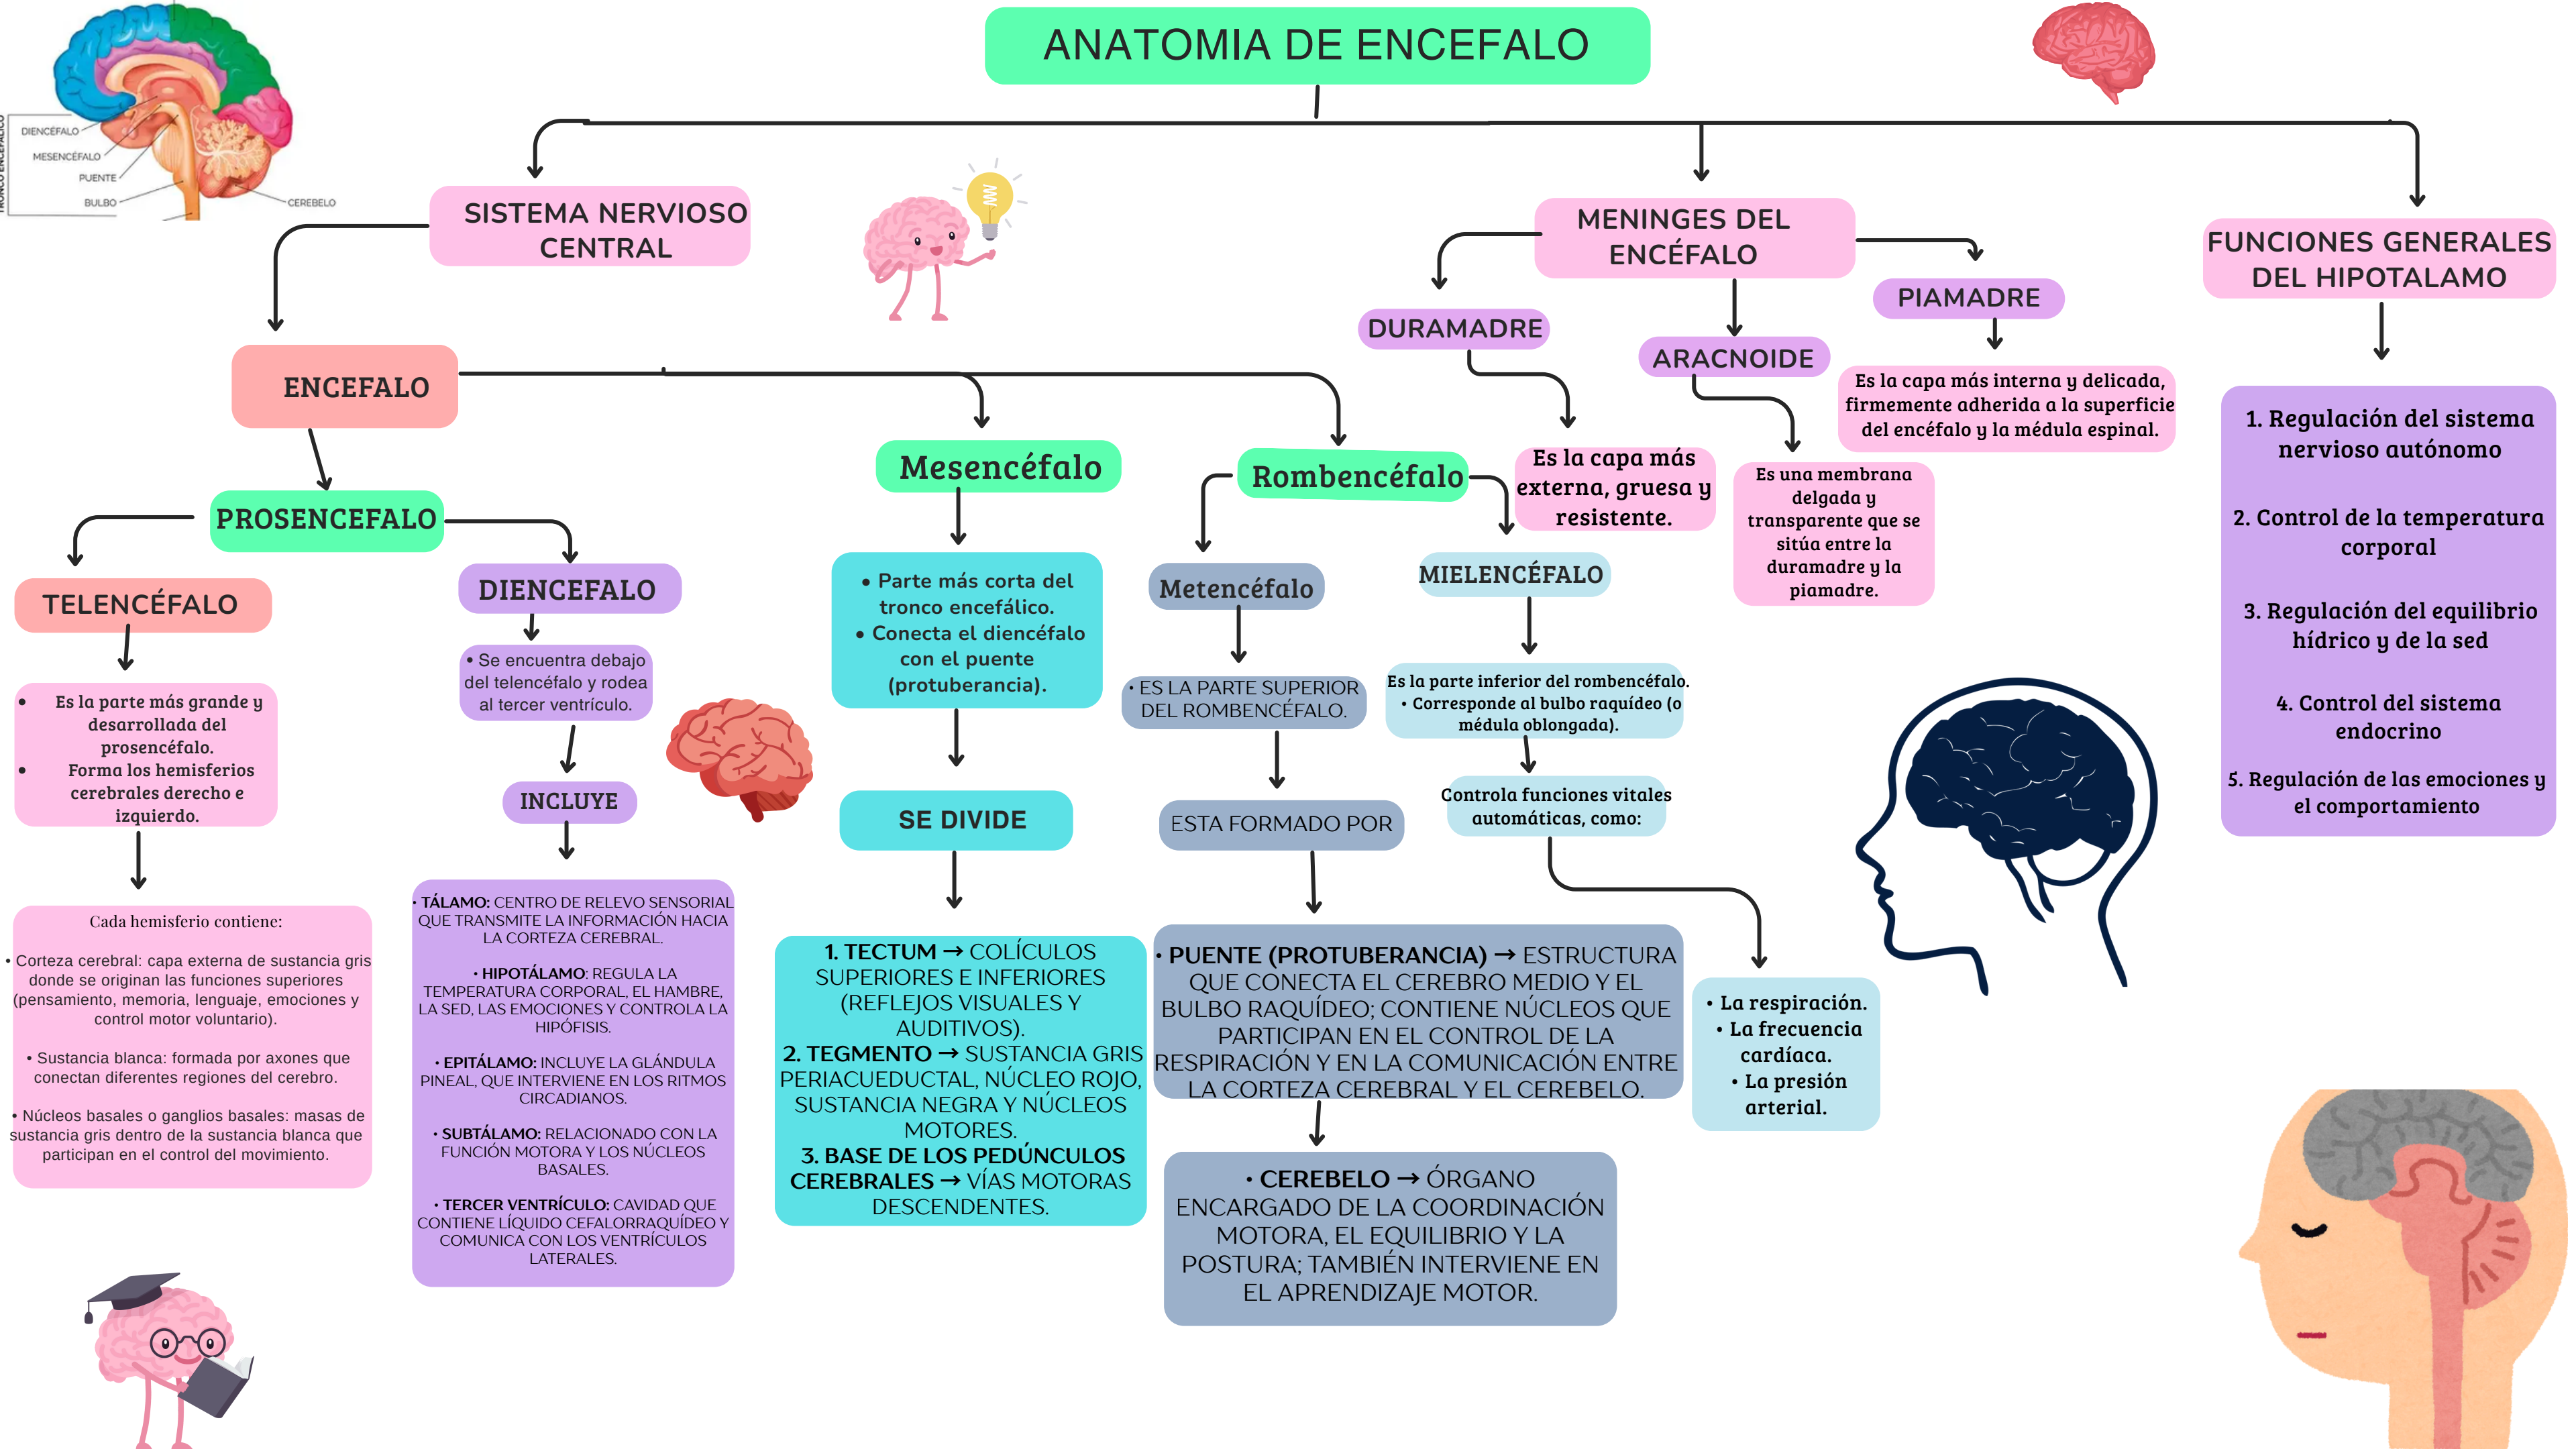 ANATOMIA DE ENCEFALO
TRONCO ENCEFÁLICO
DIENCÉFALO
MESENCÉFALO
PUENTE
BULBO
CEREBELO
SISTEMA NERVIOSO
CENTRAL
MENINGES DEL
ENCÉFALO
FUNCIONES GENERALES
DEL HIPOTALAMO
DURAMADRE
ARACNOIDE
PIAMADRE
Es la capa más
externa, gruesa y
resistente.
Es una membrana
delgada y
transparente que se
sitúa entre la
duramadre y la
piamadre.
Es la capa más interna y delicada,
firmemente adherida a la superficie
del encéfalo y la médula espinal.
1. Regulación del sistema
nervioso autónomo
2. Control de la temperatura
corporal
3. Regulación del equilibrio
hídrico y de la sed
4. Control del sistema
endocrino
5. Regulación de las emociones y
el comportamiento
ENCEFALO
PROSENCEFALO
Mesencéfalo
Rombencéfalo
TELENCÉFALO
• Es la parte más grande y
desarrollada del
prosencéfalo.
• Forma los hemisferios
cerebrales derecho e
izquierdo.
Cada hemisferio contiene:
• Corteza cerebral: capa externa de sustancia gris
donde se originan las funciones superiores
(pensamiento, memoria, lenguaje, emociones y
control motor voluntario).
• Sustancia blanca: formada por axones que
conectan diferentes regiones del cerebro.
• Núcleos basales o ganglios basales: masas de
sustancia gris dentro de la sustancia blanca que
participan en el control del movimiento.
DIENCEFALO
• Se encuentra debajo
del telencéfalo y rodea
al tercer ventrículo.
INCLUYE
• TÁLAMO: CENTRO DE RELEVO SENSORIAL
QUE TRANSMITE LA INFORMACIÓN HACIA
LA CORTEZA CEREBRAL.
• HIPOTÁLAMO: REGULA LA
TEMPERATURA CORPORAL, EL HAMBRE,
LA SED, LAS EMOCIONES Y CONTROLA LA
HIPÓFISIS.
• EPITÁLAMO: INCLUYE LA GLÁNDULA
PINEAL, QUE INTERVIENE EN LOS RITMOS
CIRCADIANOS.
• SUBTÁLAMO: RELACIONADO CON LA
FUNCIÓN MOTORA Y LOS NÚCLEOS
BASALES.
• TERCER VENTRÍCULO: CAVIDAD QUE
CONTIENE LÍQUIDO CEFALORRAQUÍDEO Y
COMUNICA CON LOS VENTRÍCULOS
LATERALES.
• Parte más corta del
tronco encefálico.
• Conecta el diencéfalo
con el puente
(protuberancia).
SE DIVIDE
1. TECTUM → COLÍCULOS
SUPERIORES E INFERIORES
(REFLEJOS VISUALES Y
AUDITIVOS).
2. TEGMENTO → SUSTANCIA GRIS
PERIACUEDUCTAL, NÚCLEO ROJO,
SUSTANCIA NEGRA Y NÚCLEOS
MOTORES.
3. BASE DE LOS PEDÚNCULOS
CEREBRALES → VÍAS MOTORAS
DESCENDENTES.
Metencéfalo
• ES LA PARTE SUPERIOR
DEL ROMBENCÉFALO.
ESTA FORMADO POR
• PUENTE (PROTUBERANCIA) → ESTRUCTURA
QUE CONECTA EL CEREBRO MEDIO Y EL
BULBO RAQUÍDEO; CONTIENE NÚCLEOS QUE
PARTICIPAN EN EL CONTROL DE LA
RESPIRACIÓN Y EN LA COMUNICACIÓN ENTRE
LA CORTEZA CEREBRAL Y EL CEREBELO.
• CEREBELO → ÓRGANO
ENCARGADO DE LA COORDINACIÓN
MOTORA, EL EQUILIBRIO Y LA
POSTURA; TAMBIÉN INTERVIENE EN
EL APRENDIZAJE MOTOR.
MIELENCÉFALO
Es la parte inferior del rombencéfalo.
• Corresponde al bulbo raquídeo (o
médula oblongada).
Controla funciones vitales
automáticas, como:
• La respiración.
• La frecuencia
cardíaca.
• La presión
arterial.